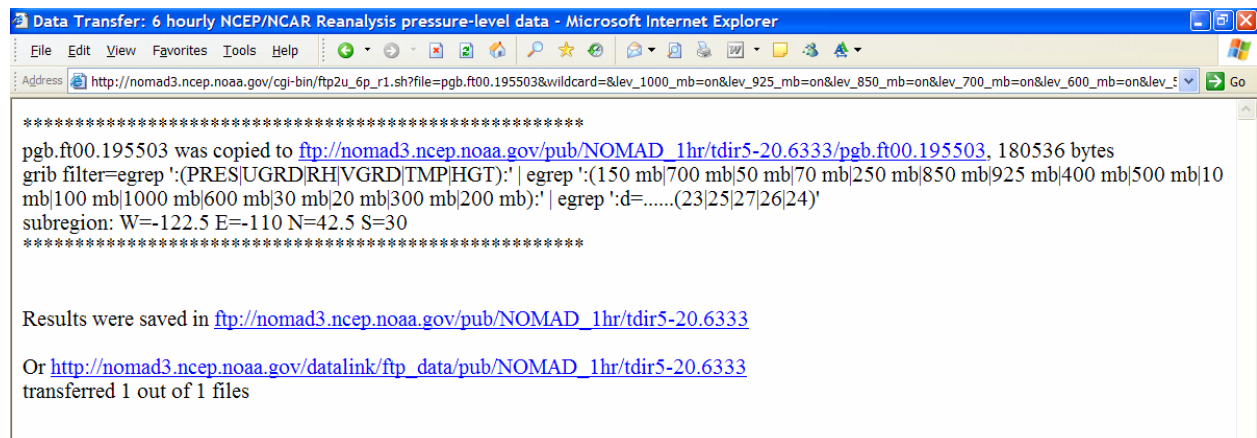 Data Transfer: 6 hourly NCEP/NCAR Reanalysis pressure-level data - Microsoft Internet Explorer
File Edit View Favorites Tools Help
Address http://nomad3.ncep.noaa.gov/cgi-bin/ftp2u_6p_r1.sh?file=pgb.ft00.195503&wildcard=&lev_1000_mb=on&lev_925_mb=on&lev_850_mb=on&lev_700_mb=on&lev_600_mb=on&lev_5 Go
******************************************************
pgb.ft00.195503 was copied to ftp://nomad3.ncep.noaa.gov/pub/NOMAD_1hr/tdir5-20.6333/pgb.ft00.195503, 180536 bytes
grib filter=egrep ':(PRES|UGRD|RH|VGRD|TMP|HGT):' | egrep ':(150 mb|700 mb|50 mb|70 mb|250 mb|850 mb|925 mb|400 mb|500 mb|10
mb|100 mb|1000 mb|600 mb|30 mb|20 mb|300 mb|200 mb):' | egrep ':d=......(23|25|27|26|24)'
subregion: W=-122.5 E=-110 N=42.5 S=30
******************************************************
Results were saved in ftp://nomad3.ncep.noaa.gov/pub/NOMAD_1hr/tdir5-20.6333
Or http://nomad3.ncep.noaa.gov/datalink/ftp_data/pub/NOMAD_1hr/tdir5-20.6333
transferred 1 out of 1 files